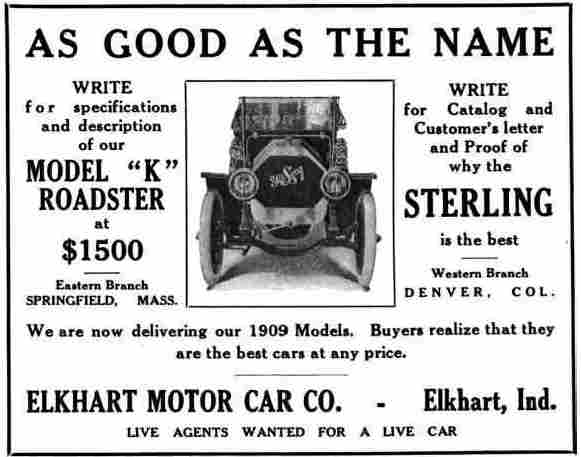 AS GOOD AS THE NAME
WRITE
for specifications
and description
of our
MODEL "K"
ROADSTER
at
$1500
Eastern Branch
SPRINGFIELD, MASS.
WRITE
for Catalog and
Customer's letter
and Proof of
why the
STERLING
is the best
Western Branch
DENVER, COL.
We are now delivering our 1909 Models. Buyers realize that they
are the best cars at any price.
ELKHART MOTOR CAR CO. - Elkhart, Ind.
LIVE AGENTS WANTED FOR A LIVE CAR